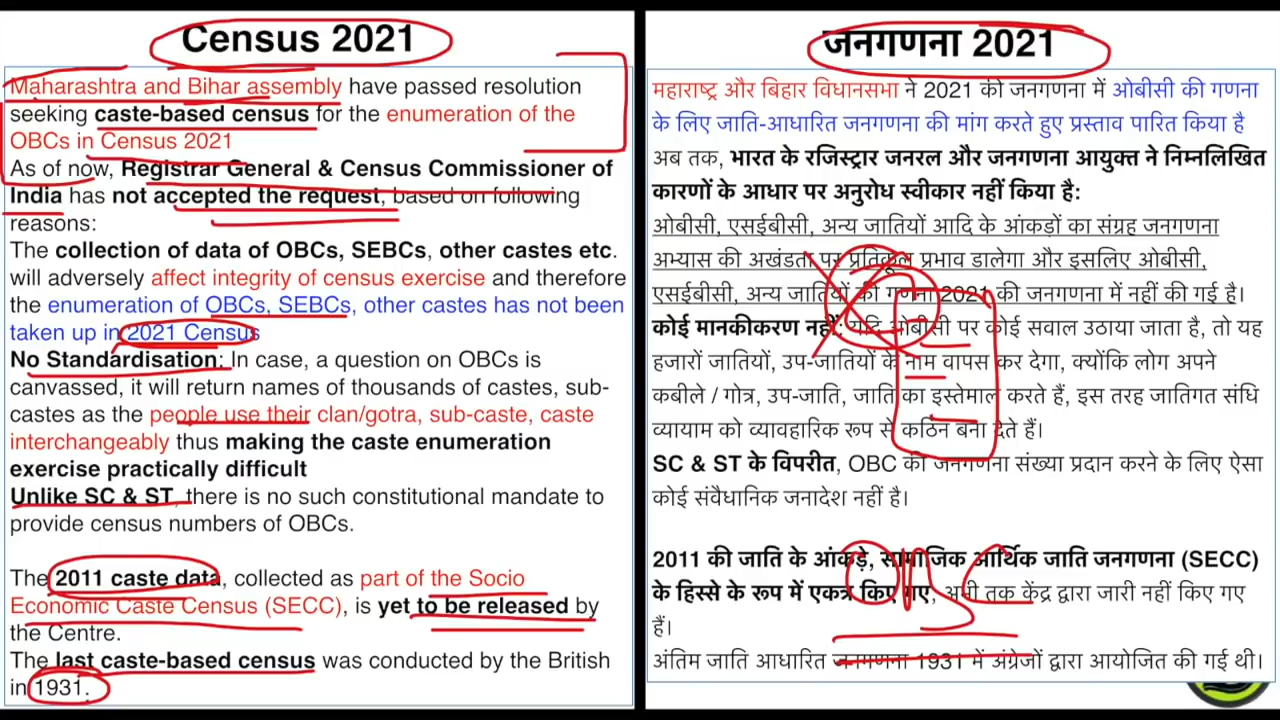 Census 2021
Maharashtra and Bihar assembly have passed resolution
seeking caste-based census for the enumeration of the
OBCs in Census 2021
As of now, Registrar General & Census Commissioner of
India has not accepted the request, based on following
reasons:
The collection of data of OBCs, SEBCs, other castes etc.
will adversely affect integrity of census exercise and therefore
the enumeration of OBCs, SEBCs, other castes has not been
taken up in 2021 Census
No Standardisation: In case, a question on OBCs is
canvassed, it will return names of thousands of castes, sub-
castes as the people use their clan/gotra, sub-caste, caste
interchangeably thus making the caste enumeration
exercise practically difficult
Unlike SC & ST, there is no such constitutional mandate to
provide census numbers of OBCs.
The 2011 caste data, collected as part of the Socio
Economic Caste Census (SECC), is yet to be released by
the Centre.
The last caste-based census was conducted by the British
in 1931.
जनगणना 2021
महाराष्ट्र और बिहार विधानसभा ने 2021 की जनगणना में ओबीसी की गणना
के लिए जाति-आधारित जनगणना की मांग करते हुए प्रस्ताव पारित किया है
अब तक, भारत के रजिस्ट्रार जनरल और जनगणना आयुक्त ने निम्नलिखित
कारणों के आधार पर अनुरोध स्वीकार नहीं किया है:
ओबीसी, एसईबीसी, अन्य जातियों आदि के आंकड़ों का संग्रह जनगणना
अभ्यास की अखंडता पर प्रतिकूल प्रभाव डालेगा और इसलिए ओबीसी,
एसईबीसी, अन्य जातियों की गणना 2021 की जनगणना में नहीं की गई है।
कोई मानकीकरण नहीं: यदि ओबीसी पर कोई सवाल उठाया जाता है, तो यह
हजारों जातियों, उप-जातियों के नाम वापस कर देगा, क्योंकि लोग अपने
कबीले / गोत्र, उप-जाति, जाति का इस्तेमाल करते हैं, इस तरह जातिगत संधि
व्यायाम को व्यावहारिक रूप से कठिन बना देते हैं।
SC & ST के विपरीत, OBC की जनगणना संख्या प्रदान करने के लिए ऐसा
कोई संवैधानिक जनादेश नहीं है।
2011 की जाति के आंकड़े, सामाजिक आर्थिक जाति जनगणना (SECC)
के हिस्से के रूप में एकत्र किए गए, अभी तक केंद्र द्वारा जारी नहीं किए गए
हैं।
अंतिम जाति आधारित जनगणना 1931 में अंग्रेजों द्वारा आयोजित की गई थी।